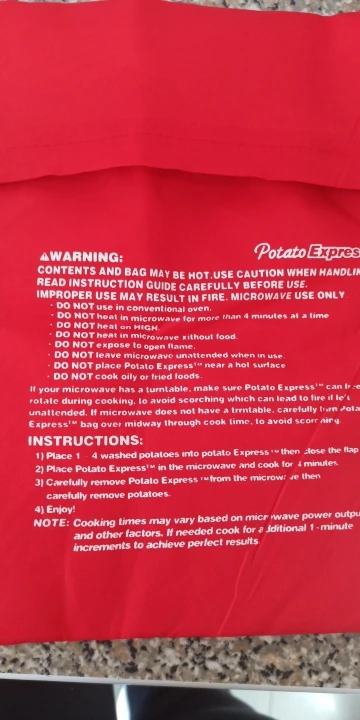 Potato Expres
⚠WARNING:
CONTENTS AND BAG MAY BE HOT.USE CAUTION WHEN HANDLIN
READ INSTRUCTION GUIDE CAREFULLY BEFORE USE.
IMPROPER USE MAY RESULT IN FIRE. MICROWAVE USE ONLY
· DO NOT use in conventional oven.
· DO NOT heat in microwave for more than 4 minutes at a time
· DO NOT heat on HIGH.
· DO NOT heat in microwave without food.
· DO NOT expose to open flame.
· DO NOT leave microwave unattended when in use.
· DO NOT place Potato Express™ near a hot surface
· DO NOT cook oily or fried foods.
If your microwave has a turntable, make sure Potato Express™ can
rotate during cooking, to avoid scorching which can lead to fire if
unattended. If microwave does not have a trntable, carefully turn
Express™ bag over midway through cook time, to avoid scorching.
INSTRUCTIONS:
1) Place 1 - 4 washed potatoes into potato Express™ then close the flap
2) Place Potato Express™ in the microwave and cook for 4 minutes.
3) Carefully remove Potato Express™ from the microwave then
carefully remove potatoes.
4) Enjoy!
NOTE: Cooking times may vary based on microwave power outpu
and other factors. If needed cook for additional 1-minute
increments to achieve perfect results